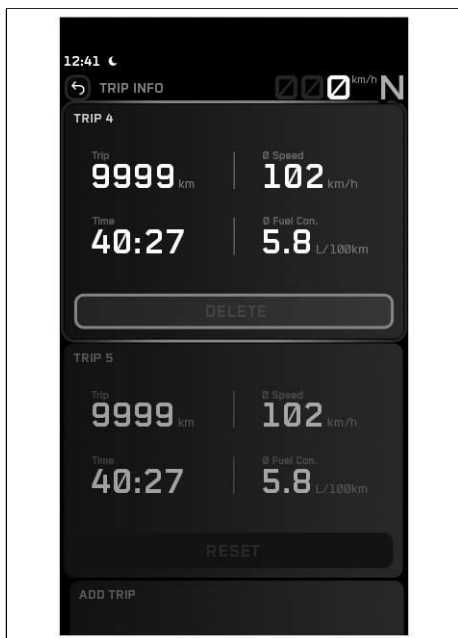 12:41
TRIP INFO 000 km/h N
TRIP 4
Trip Ø Speed
9999 km 102 km/h
Time Ø Fuel Con.
40:27 5.8 L/100km
DELETE
TRIP 5
Trip Ø Speed
9999 km 102 km/h
Time Ø Fuel Con.
40:27 5.8 L/100km
RESET
ADD TRIP